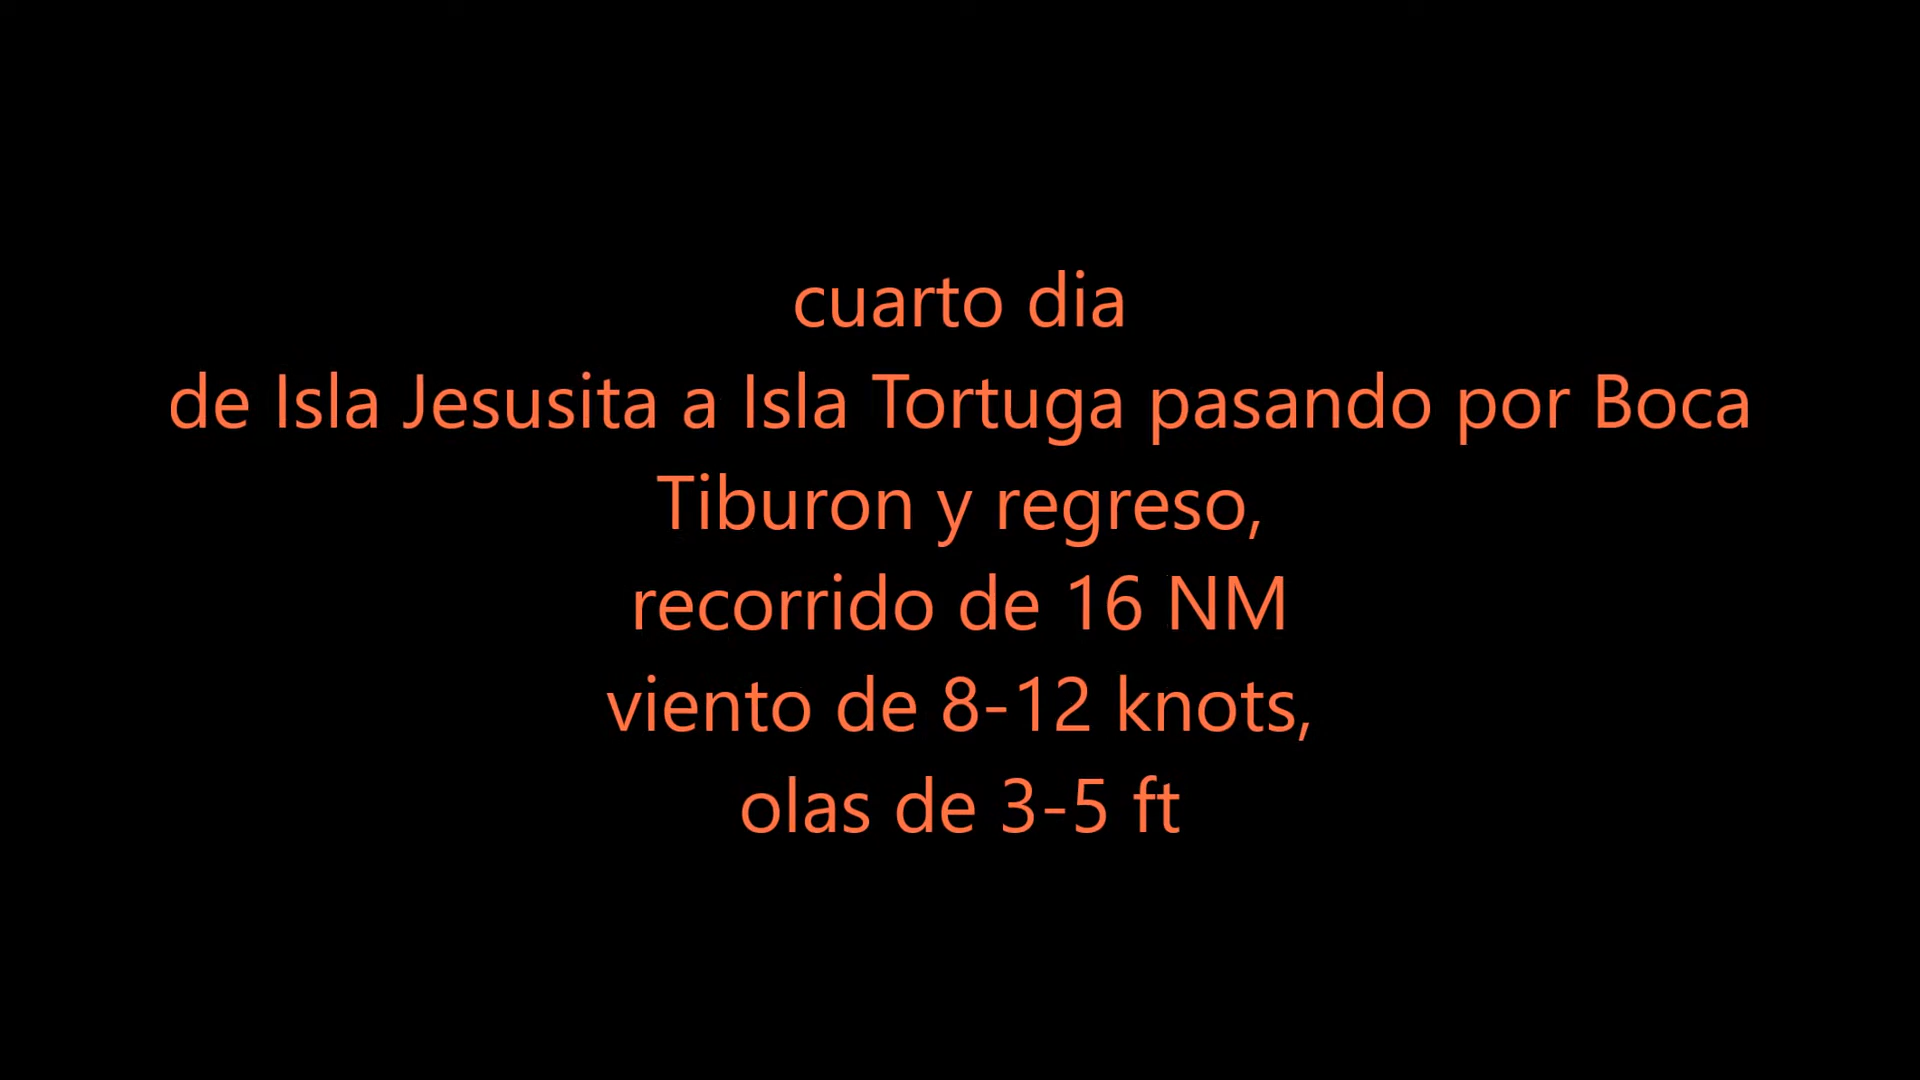 cuarto dia
de Isla Jesusita a Isla Tortuga pasando por Boca
Tiburon y regreso,
recorrido de 16 NM
viento de 8-12 knots,
olas de 3-5 ft